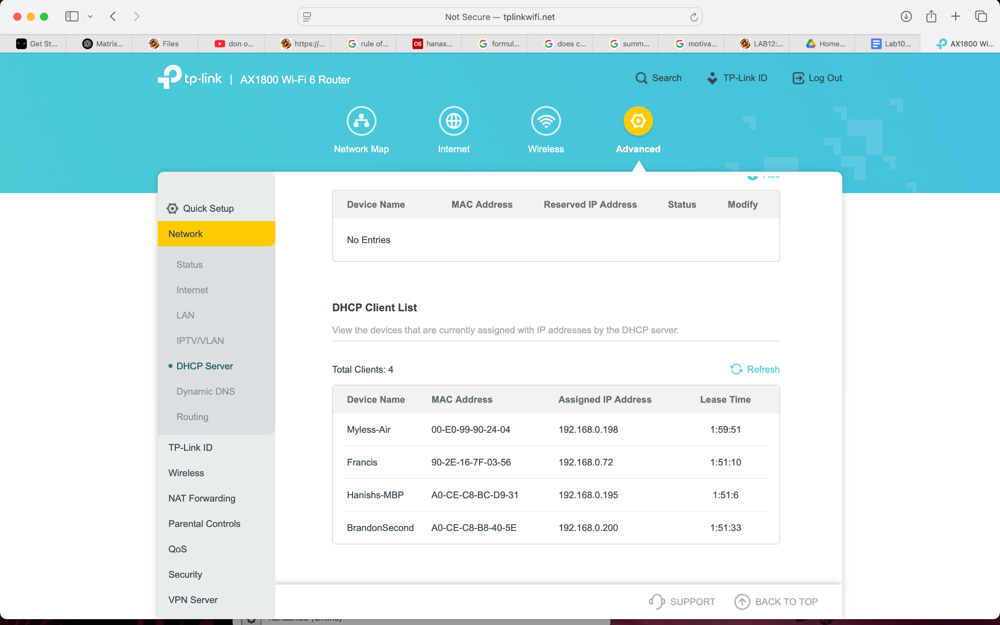 Not Secure — tplinkwifi.net
Get St...
Matrix...
Files
don o...
https://...
rule of...
hanas...
formul...
does c...
summ...
motiva...
LAB12:...
Home...
Lab10...
AX1800 Wi...
tp-link | AX1800 Wi-Fi 6 Router
Search
TP-Link ID
Log Out
Network Map
Internet
Wireless
Advanced
Quick Setup
Network
Status
Internet
LAN
IPTV/VLAN
DHCP Server
Dynamic DNS
Routing
TP-Link ID
Wireless
NAT Forwarding
Parental Controls
QoS
Security
VPN Server
Add
Device Name MAC Address Reserved IP Address Status Modify
No Entries
DHCP Client List
View the devices that are currently assigned with IP addresses by the DHCP server.
Total Clients: 4
Refresh
Device Name MAC Address Assigned IP Address Lease Time
Myless-Air 00-E0-99-90-24-04 192.168.0.198 1:59:51
Francis 90-2E-16-7F-03-56 192.168.0.72 1:51:10
Hanishs-MBP A0-CE-C8-BC-D9-31 192.168.0.195 1:51:6
BrandonSecond A0-CE-C8-B8-40-5E 192.168.0.200 1:51:33
SUPPORT
BACK TO TOP